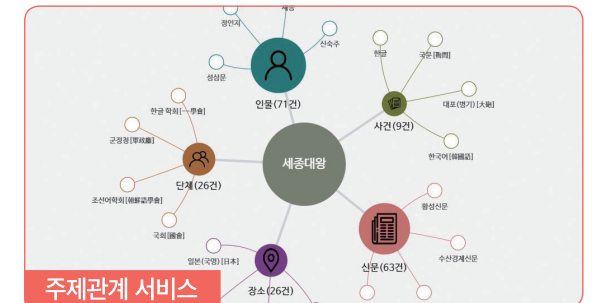 정인지
세종
신숙주
성삼문
인물(71건)
한글
국문[鞫問]
대포(병기)[大砲]
한국어[韓國語]
사건(9건)
한글 학회[--學會]
군정청[軍政廳]
조선어학회[朝鮮語學會]
국회[國會]
단체(26건)
세종대왕
황성신문
수산경제신문
신문(63건)
일본(국명)[日本]
장소(26건)
주제관계 서비스